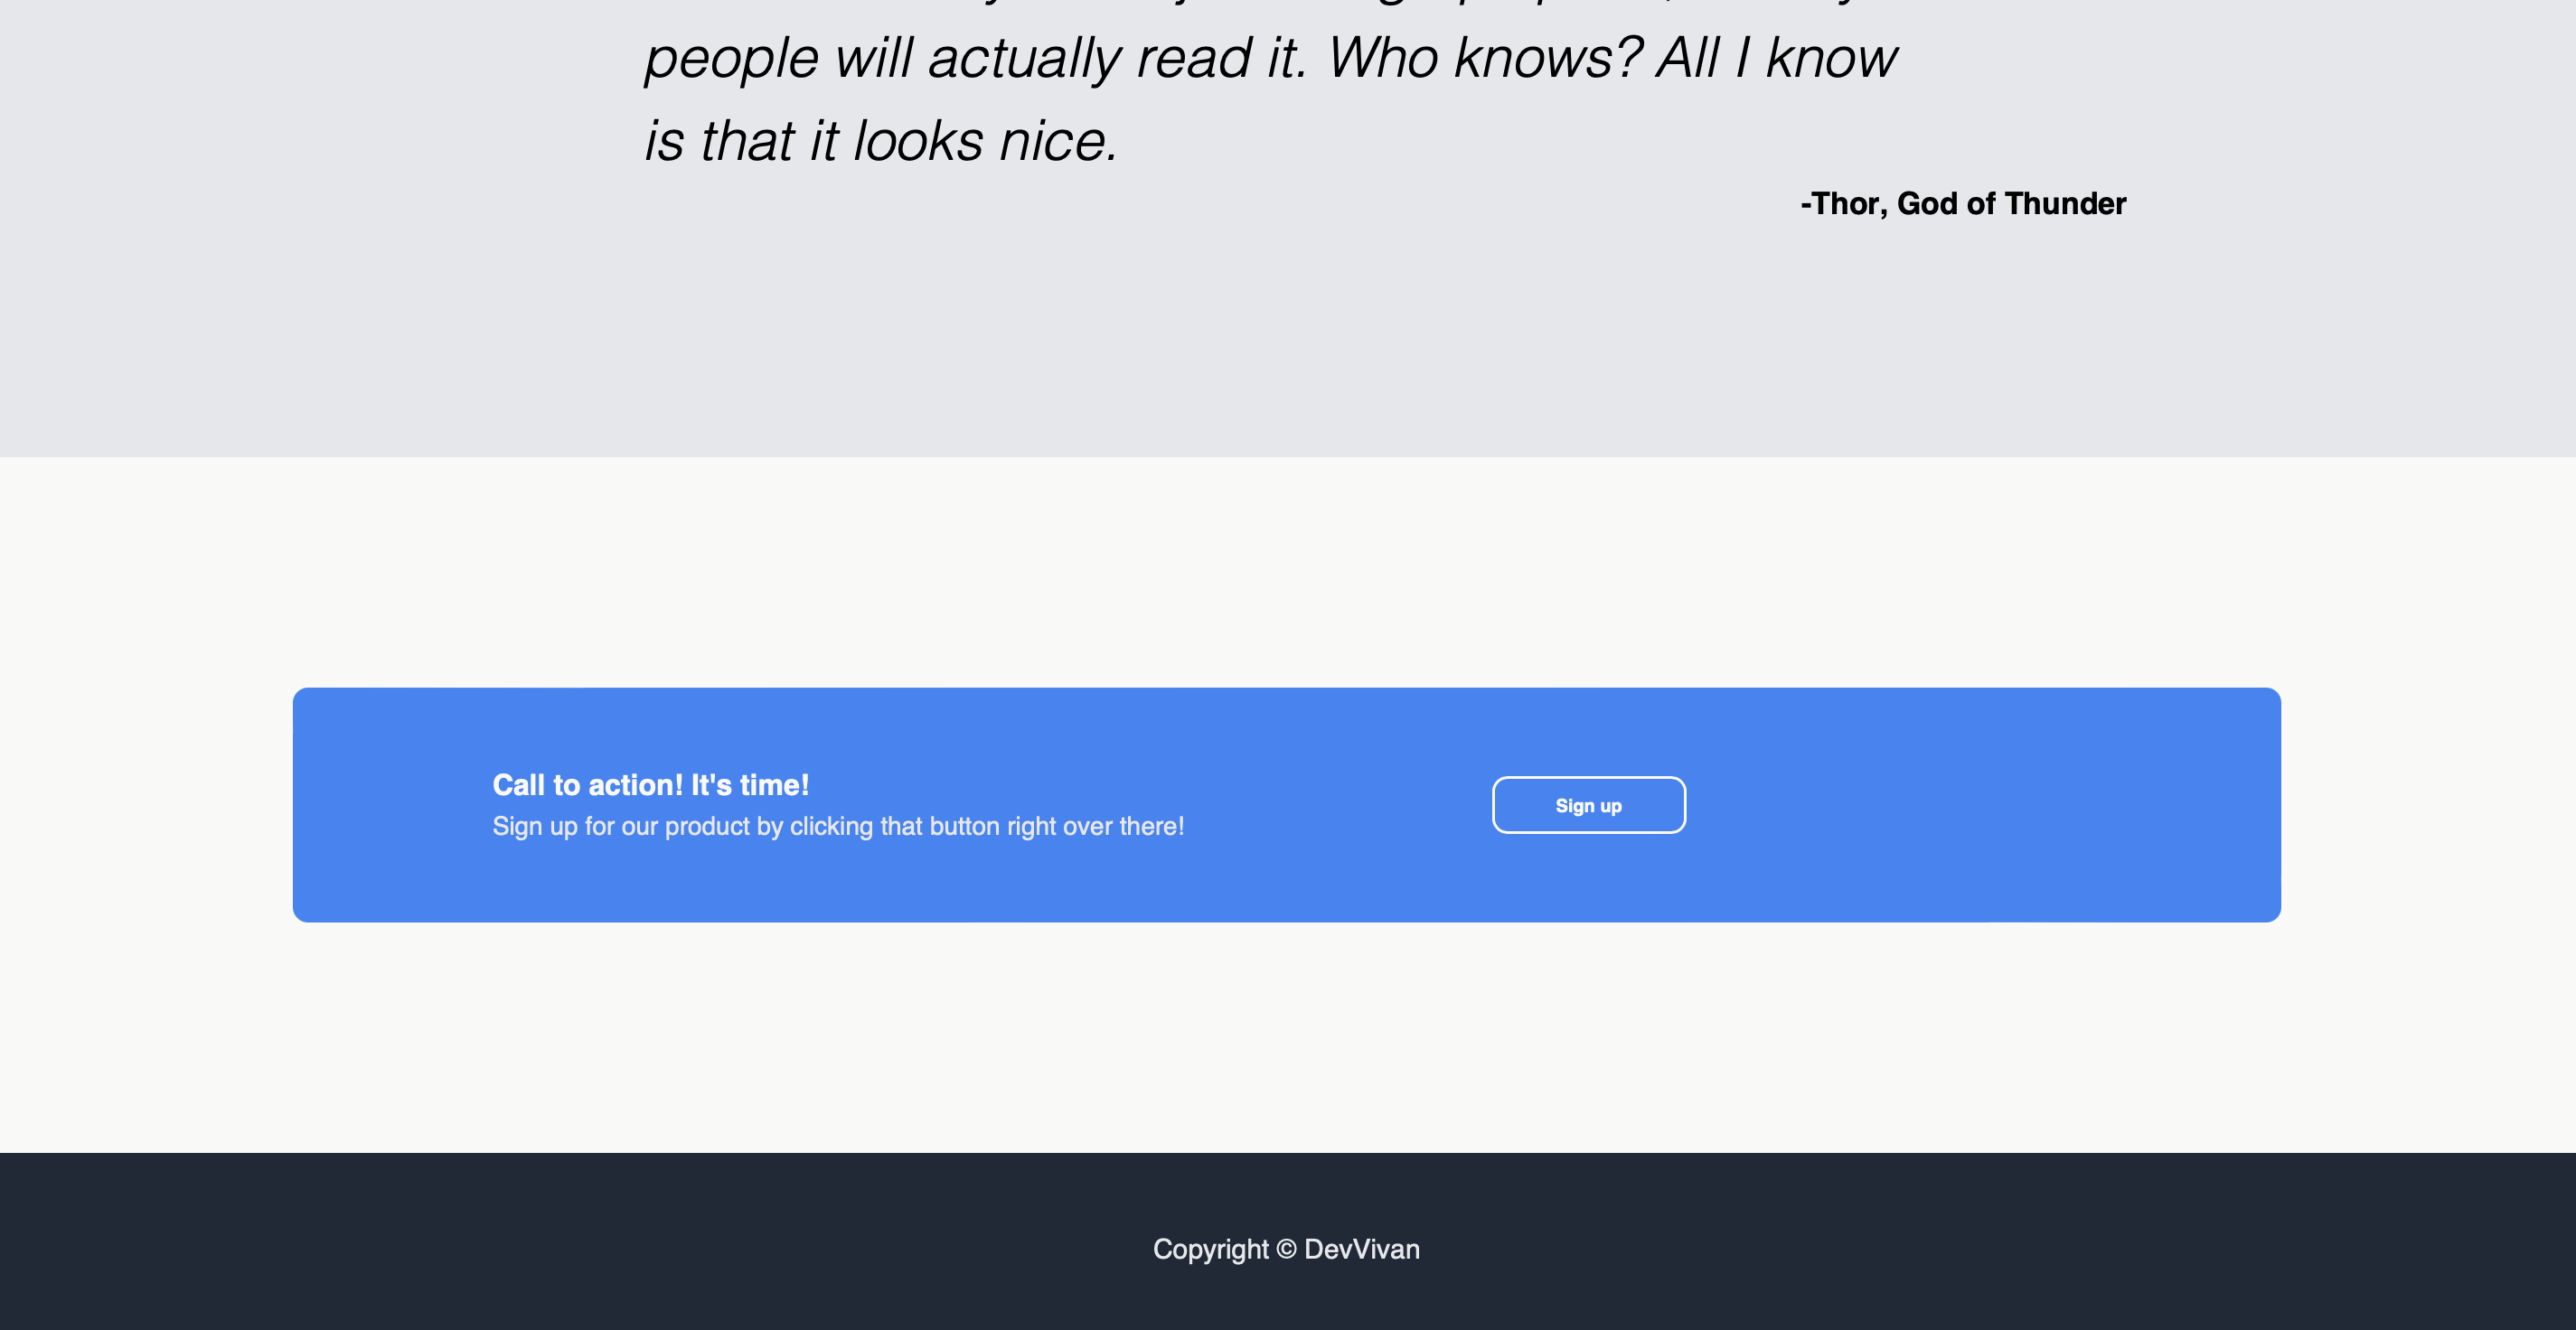 people will actually read it. Who knows? All I know
is that it looks nice.
-Thor, God of Thunder
Call to action! It's time!
Sign up for our product by clicking that button right over there!
Sign up
Copyright © DevVivan